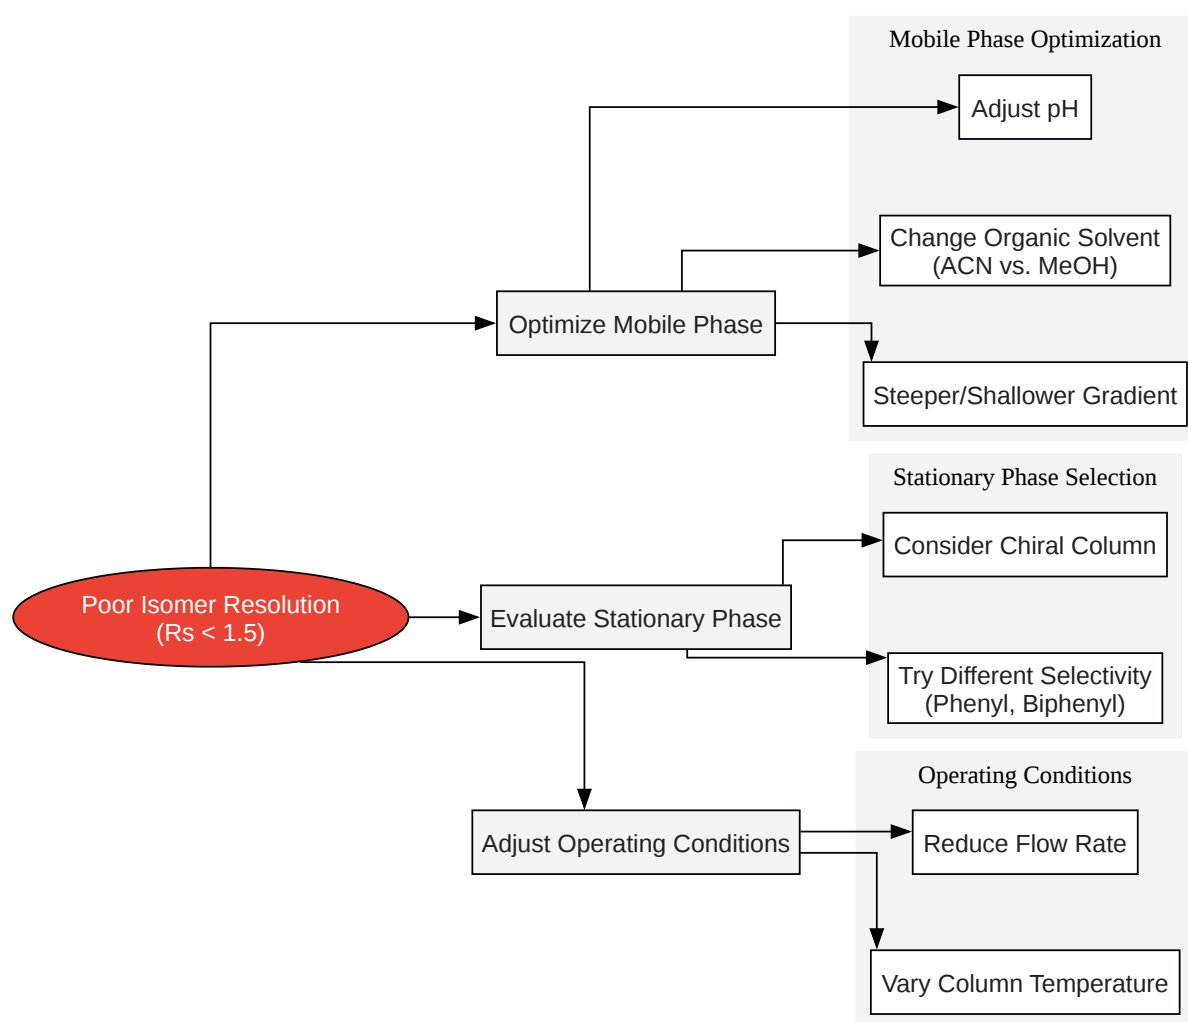 Mobile Phase Optimization
Adjust pH
Change Organic Solvent
(ACN vs. MeOH)
Optimize Mobile Phase
Steeper/Shallower Gradient
Stationary Phase Selection
Consider Chiral Column
Poor Isomer Resolution
(Rs < 1.5)
Evaluate Stationary Phase
Try Different Selectivity
(Phenyl, Biphenyl)
Operating Conditions
Adjust Operating Conditions
Reduce Flow Rate
Vary Column Temperature